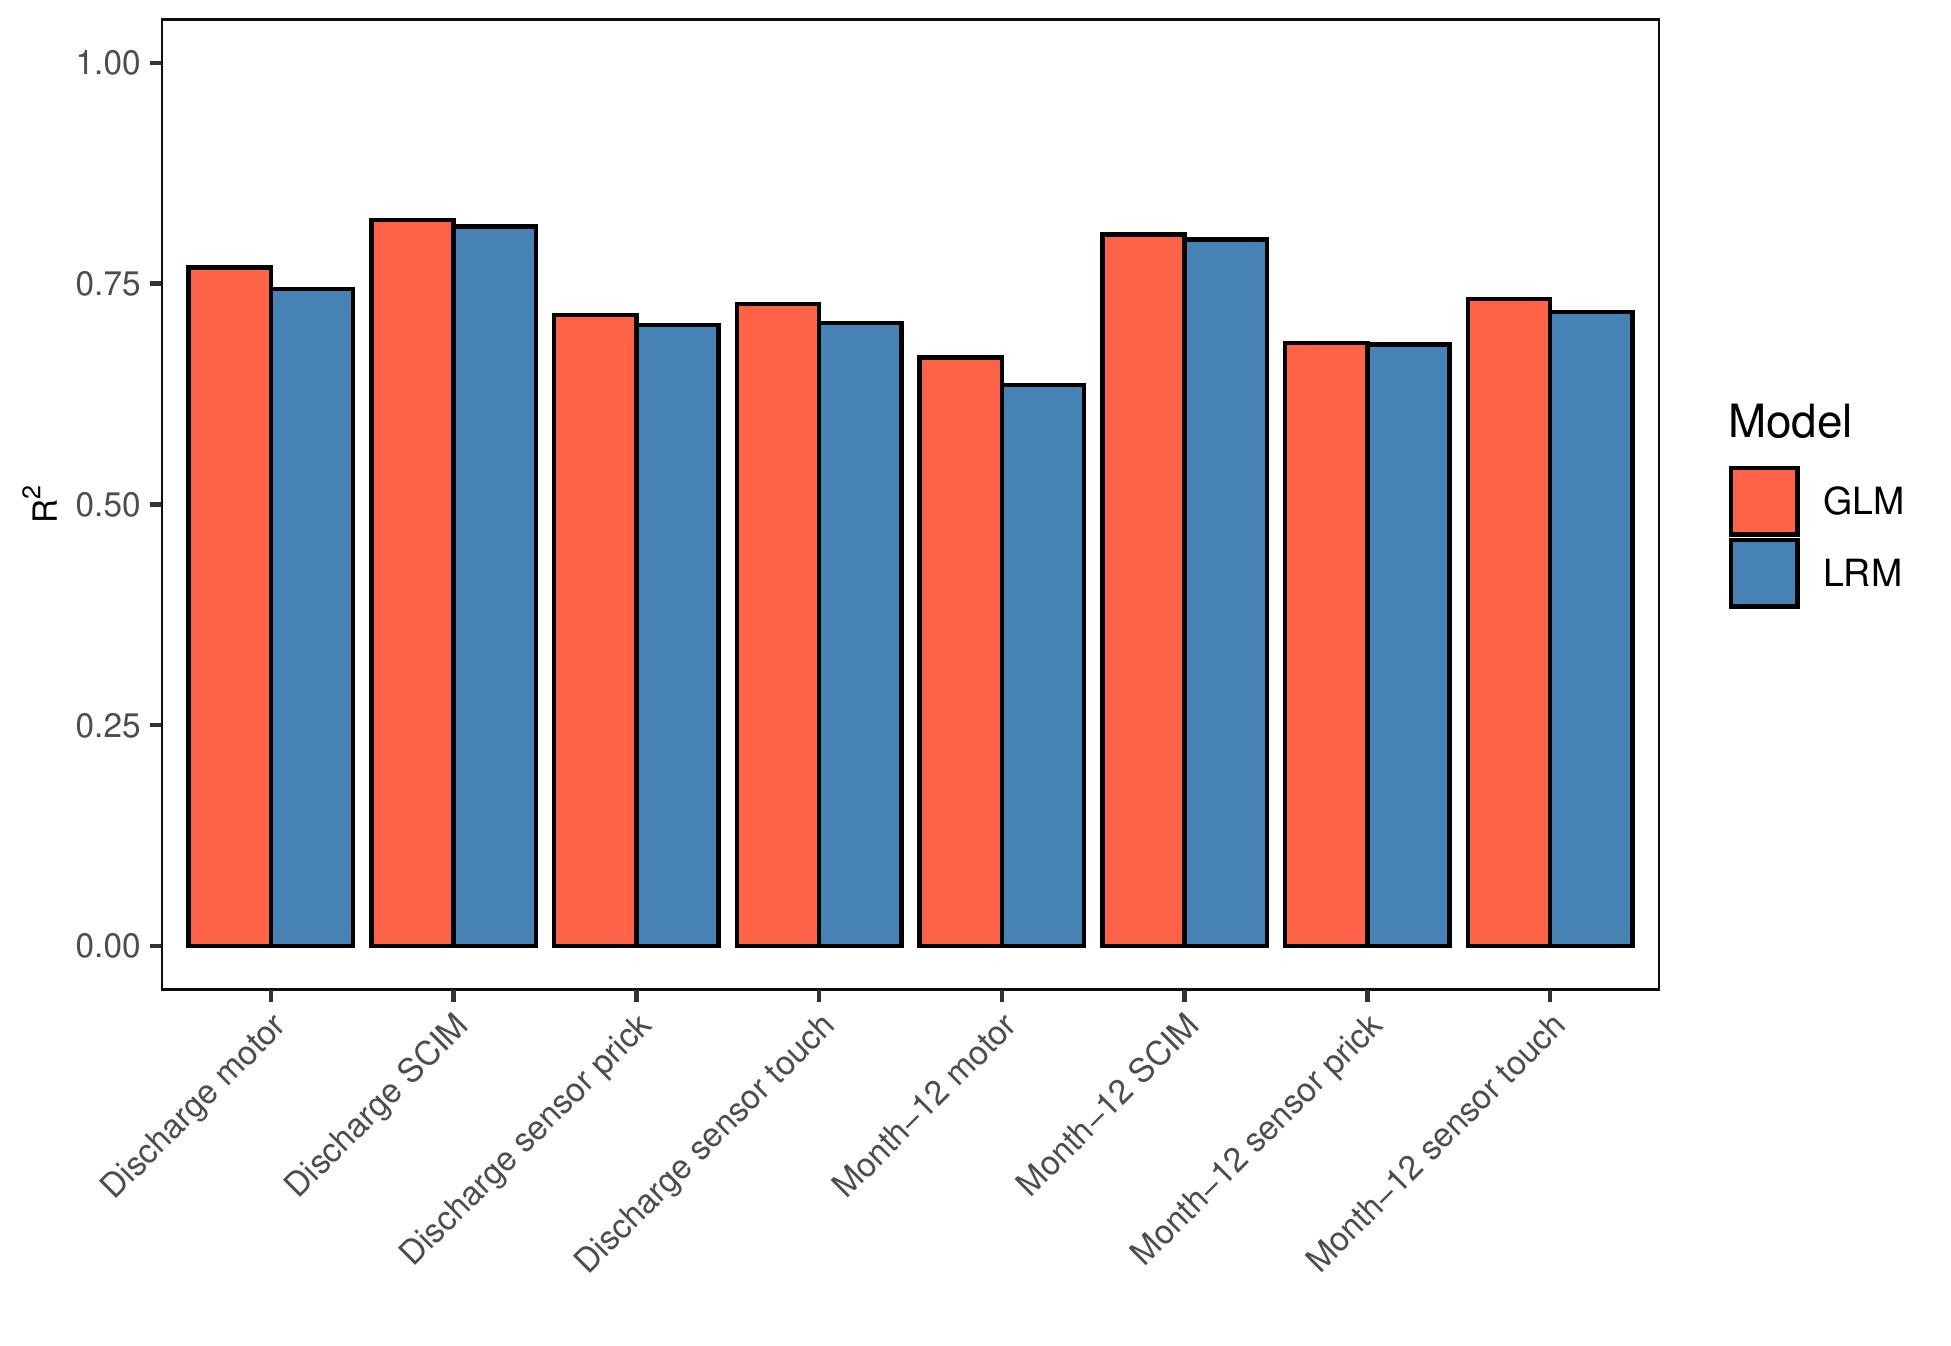 1.00
0.75
0.50
0.25
0.00
R²
Discharge motor
Discharge SCIM
Discharge sensor prick
Discharge sensor touch
Month−12 motor
Month−12 SCIM
Month−12 sensor prick
Month−12 sensor touch
Model
GLM
LRM